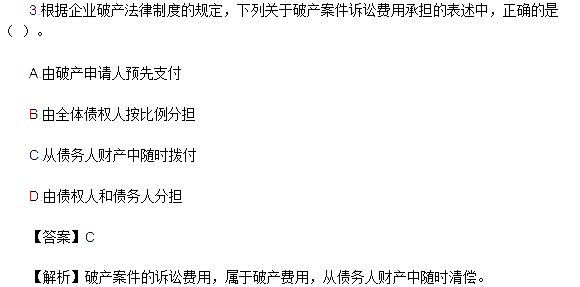 3.根据企业破产法律制度的规定，下列关于破产案件诉讼费用承担的表述中，正确的是
（ ）。
A.由破产申请人预先支付
B.由全体债权人按比例分担
C.从债务人财产中随时拨付
D.由债权人和债务人分担
【答案】C
【解析】破产案件的诉讼费用，属于破产费用，从债务人财产中随时清偿。